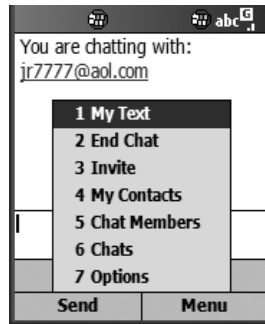 abc G
You are chatting with:
jr7777@aol.com
1 My Text
2 End Chat
3 Invite
4 My Contacts
5 Chat Members
6 Chats
7 Options
Send Menu